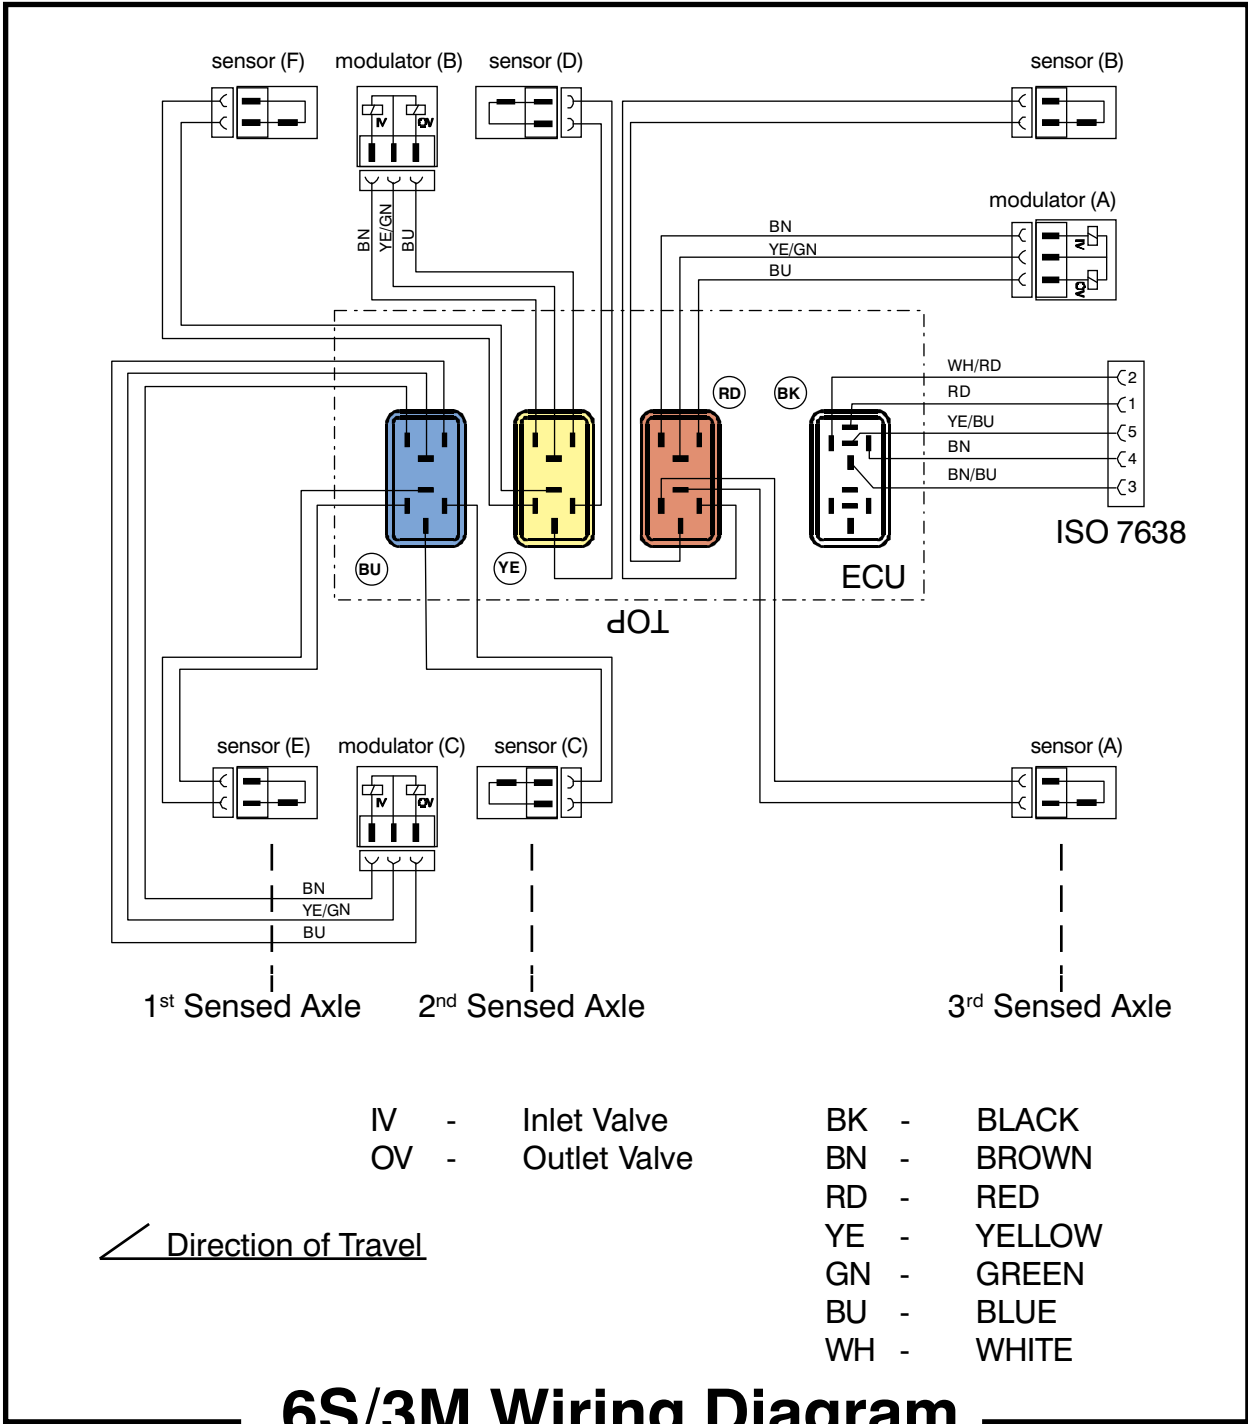 sensor (F) modulator (B) sensor (D) sensor (B)
IV OV
modulator (A)
BN YE/GN BU
BN
YE/GN
BU
IV
OV
WH/RD 2
RD 1
YE/BU 5
BN 4
BN/BU 3
RD BK
ISO 7638
BU YE ECU
TOP
sensor (E) modulator (C) sensor (C) sensor (A)
IV OV
BN
YE/GN
BU
1st Sensed Axle 2nd Sensed Axle 3rd Sensed Axle
IV - Inlet Valve
OV - Outlet Valve
BK - BLACK
BN - BROWN
RD - RED
YE - YELLOW
GN - GREEN
BU - BLUE
WH - WHITE
Direction of Travel
6S/3M Wiring Diagram